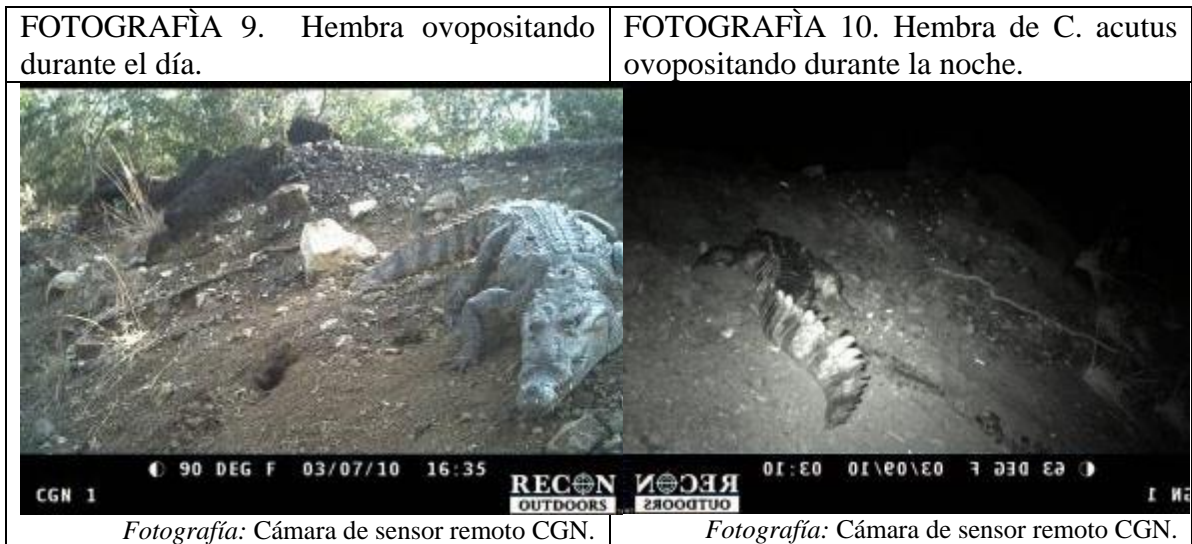 FOTOGRAFÌA 9. Hembra ovopositando
durante el día.
90 DEG F 03/07/10 16:35
CGN 1
RECON
OUTDOORS
Fotografía: Cámara de sensor remoto CGN.
FOTOGRAFÌA 10. Hembra de C. acutus
ovopositando durante la noche.
63 DEG F 03/09/10 03:10
RECON
OUTDOORS
Fotografía: Cámara de sensor remoto CGN.